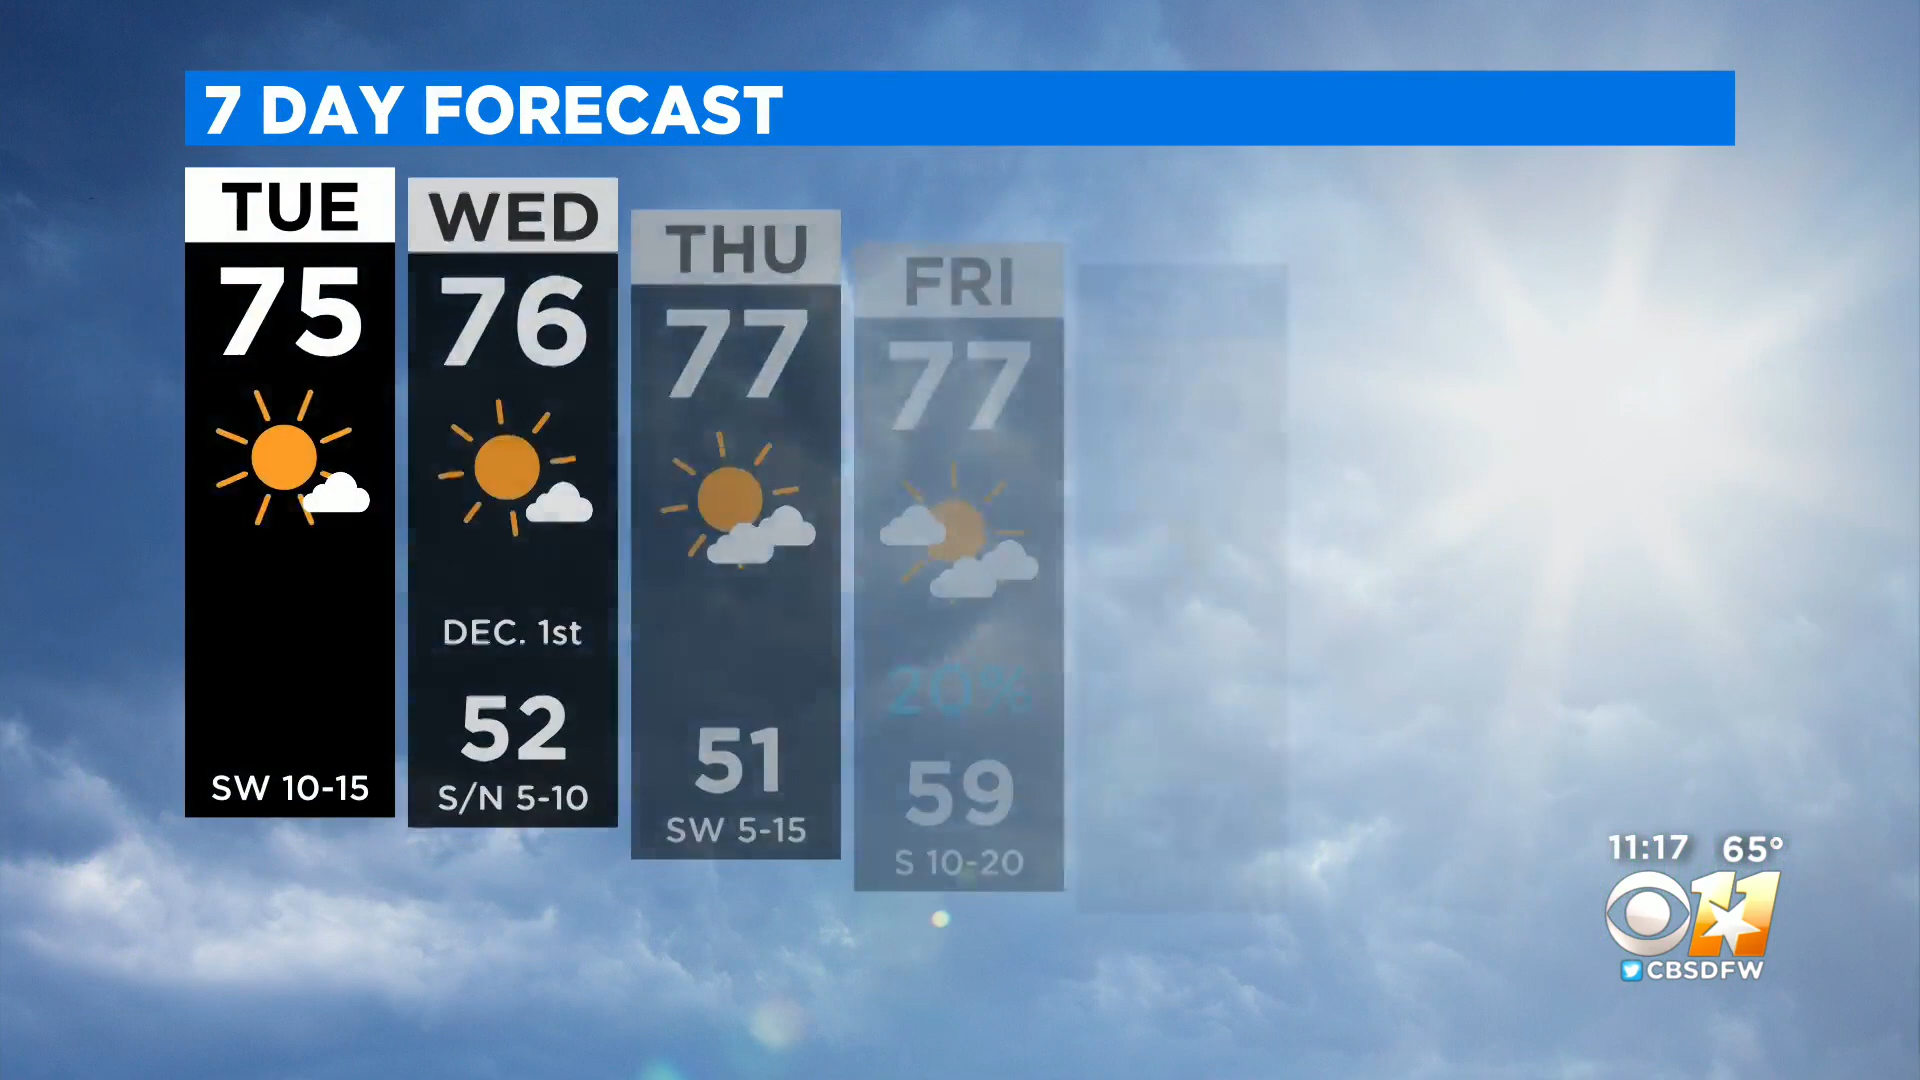 7 DAY FORECAST
TUE
75
SW 10-15
WED
76
DEC. 1st
52
S/N 5-10
THU
77
51
SW 5-15
FRI
77
20%
59
S 10-20
11:17 65°
11
CBSDFW